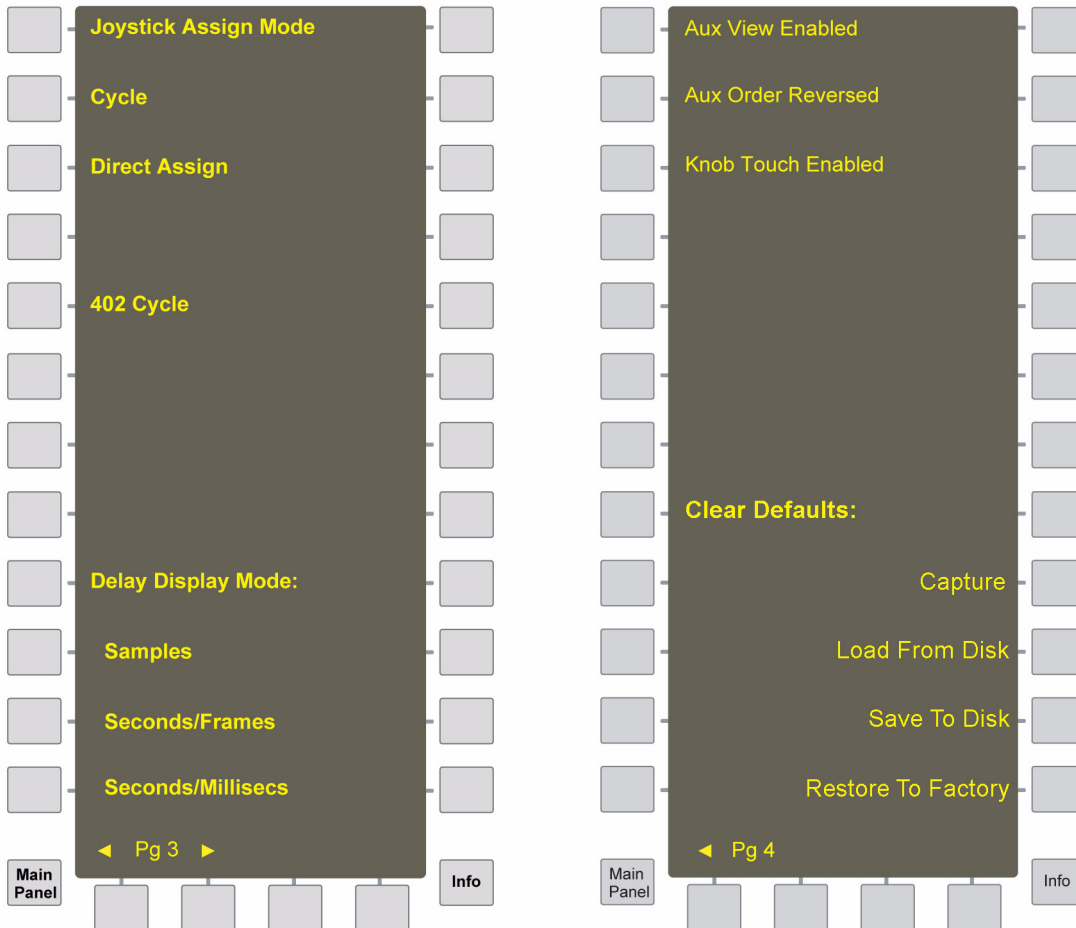 Joystick Assign Mode
Cycle
Direct Assign
402 Cycle
Delay Display Mode:
Samples
Seconds/Frames
Seconds/Millisecs
◄ Pg 3 ►
Main
Panel
Info
Aux View Enabled
Aux Order Reversed
Knob Touch Enabled
Clear Defaults:
Capture
Load From Disk
Save To Disk
Restore To Factory
◄ Pg 4
Main
Panel
Info